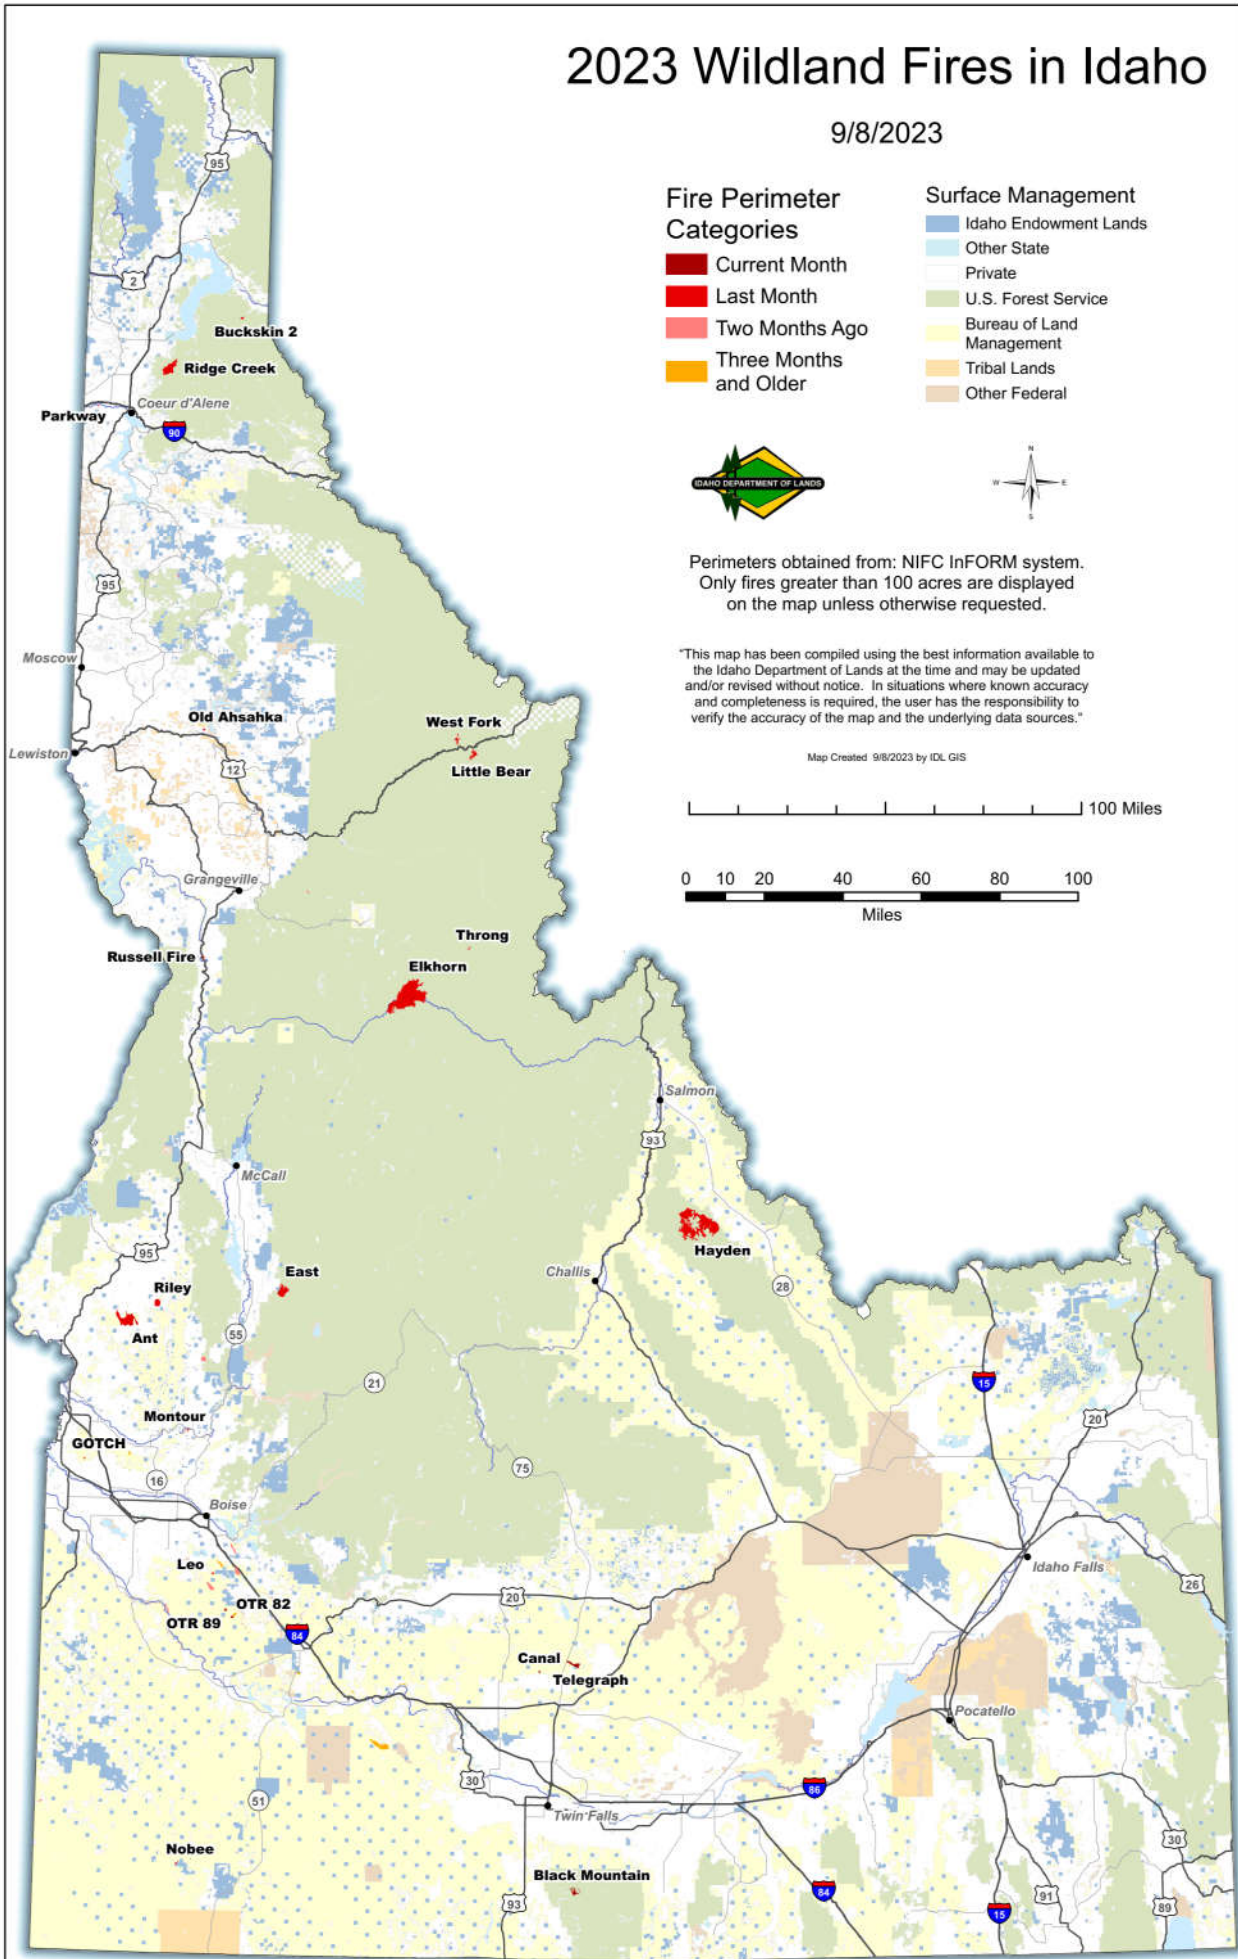 2023 Wildland Fires in Idaho
9/8/2023
Fire Perimeter
Categories
Current Month
Last Month
Two Months Ago
Three Months
and Older
Surface Management
Idaho Endowment Lands
Other State
Private
U.S. Forest Service
Bureau of Land
Management
Tribal Lands
Other Federal
IDAHO DEPARTMENT OF LANDS
N
W
E
S
Perimeters obtained from: NIFC InFORM system.
Only fires greater than 100 acres are displayed
on the map unless otherwise requested.
"This map has been compiled using the best information available to
the Idaho Department of Lands at the time and may be updated
and/or revised without notice. In situations where known accuracy
and completeness is required, the user has the responsibility to
verify the accuracy of the map and the underlying data sources."
Map Created 9/8/2023 by IDL GIS
100 Miles
0 10 20 40 60 80 100
Miles
95
2
Buckskin 2
Ridge Creek
Coeur d'Alene
Parkway
90
95
Moscow
Old Ahsahka
West Fork
Lewiston
12
Little Bear
Grangeville
Throng
Russell Fire
Elkhorn
Salmon
93
McCall
Hayden
95
East
Challis
Riley
28
Ant
55
15
21
20
Montour
GOTCH
75
16
Boise
Leo
Idaho Falls
26
20
OTR 82
OTR 89
84
Canal
Telegraph
Pocatello
30
86
51
Twin Falls
30
Nobee
Black Mountain
93
84
91
89
15